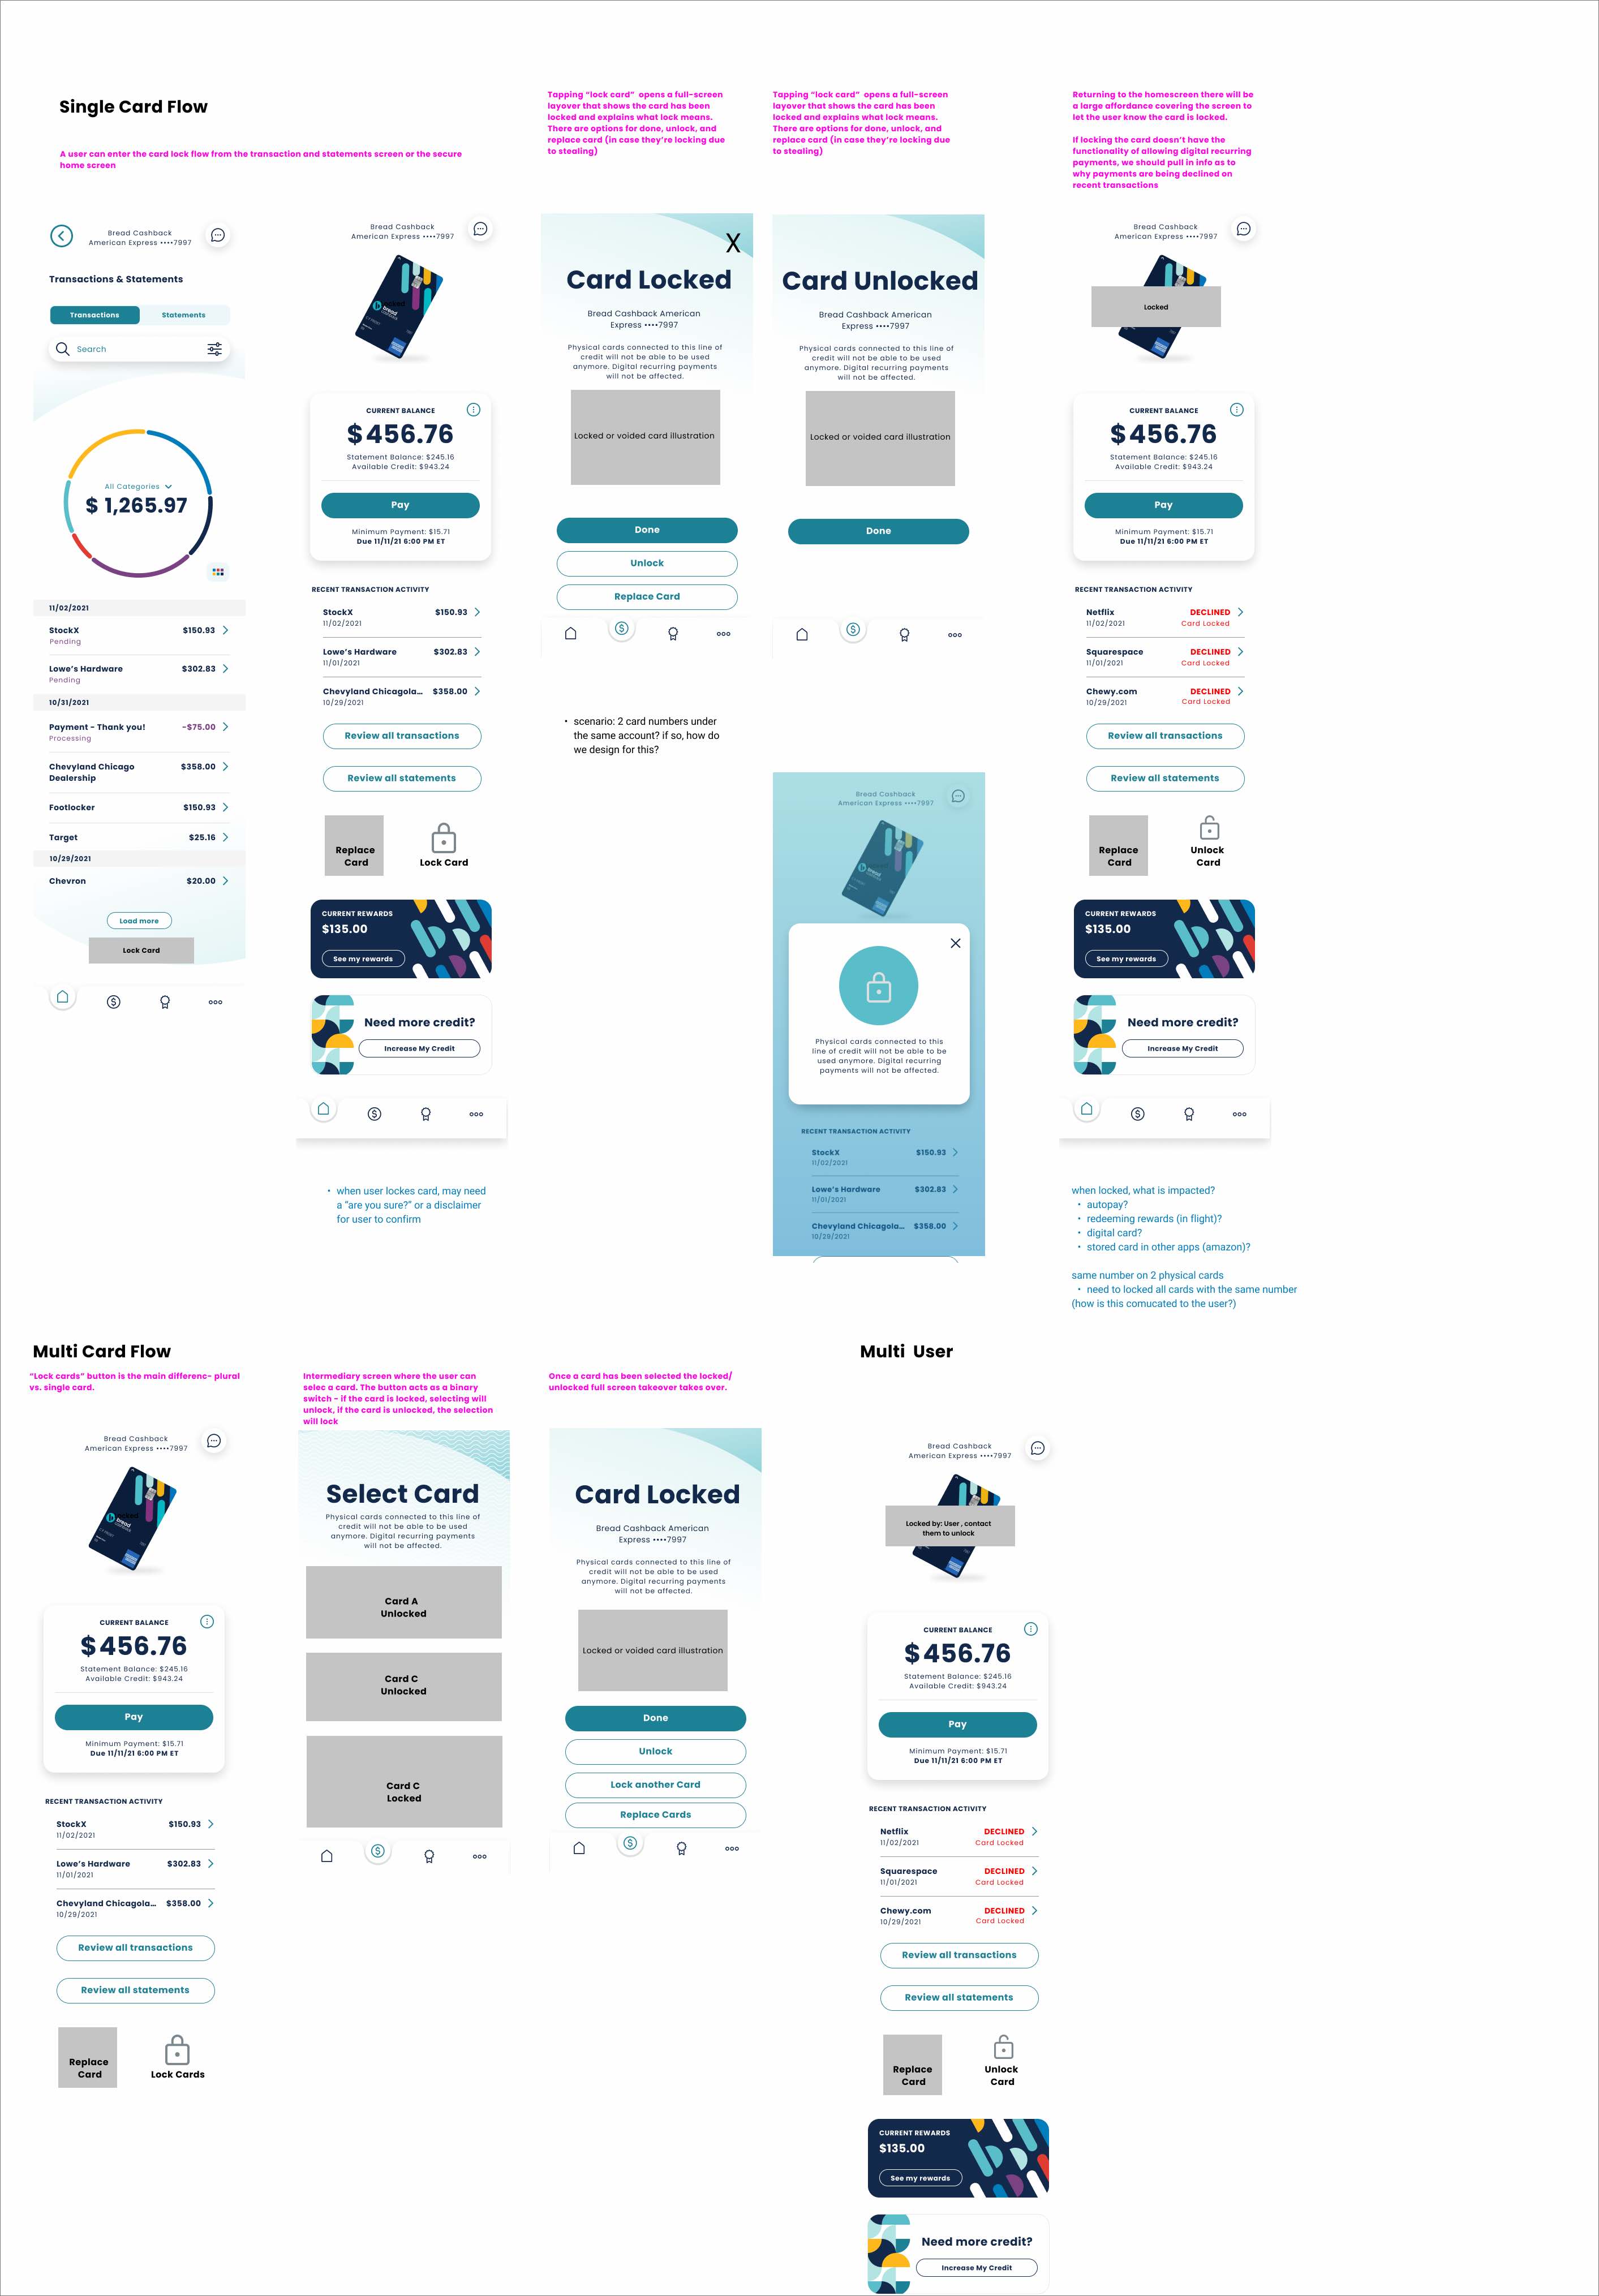 Single Card Flow
A user can enter the card lock flow from the transaction and statements screen or the secure
home screen
Tapping “lock card”  opens a full-screen
layover that shows the card has been
locked and explains what lock means.
There are options for done, unlock, and
replace card (in case they’re locking due
to stealing)
Tapping “lock card”  opens a full-screen
layover that shows the card has been
locked and explains what lock means.
There are options for done, unlock, and
replace card (in case they’re locking due
to stealing)
Returning to the homescreen there will be
a large affordance covering the screen to
let the user know the card is locked.
If locking the card doesn’t have the
functionality of allowing digital recurring
payments, we should pull in info as to
why payments are being declined on
recent transactions
Bread Cashback
American Express ••••7997
Transactions & Statements
Transactions
Statements
Search
All Categories
$ 1,265.97
11/02/2021
StockX
$150.93
Pending
Lowe’s Hardware
$302.83
Pending
10/31/2021
Payment - Thank you!
-$75.00
Processing
Chevyland Chicago
Dealership
$358.00
Footlocker
$150.93
Target
$25.16
10/29/2021
Chevron
$20.00
Load more
Lock Card
Bread Cashback
American Express ••••7997
bread
CURRENT BALANCE
$456.76
Statement Balance: $245.16
Available Credit: $943.24
Pay
Minimum Payment: $15.71
Due 11/11/21 6:00 PM ET
RECENT TRANSACTION ACTIVITY
StockX
$150.93
11/02/2021
Lowe’s Hardware
$302.83
11/01/2021
Chevyland Chicagola...
$358.00
10/29/2021
Review all transactions
Review all statements
Replace
Card
Lock Card
CURRENT REWARDS
$135.00
See my rewards
Need more credit?
Increase My Credit
• when user lockes card, may need
a “are you sure?” or a disclaimer
for user to confirm
X
Card Locked
Bread Cashback American
Express ••••7997
Physical cards connected to this line of
credit will not be able to be used
anymore. Digital recurring payments
will not be affected.
Locked or voided card illustration
Done
Unlock
Replace Card
• scenario: 2 card numbers under
the same account? if so, how do
we design for this?
Card Unlocked
Bread Cashback American
Express ••••7997
Physical cards connected to this line of
credit will not be able to be used
anymore. Digital recurring payments
will not be affected.
Locked or voided card illustration
Done
Bread Cashback
American Express ••••7997
bread
Physical cards connected to this
line of credit will not be able to be
used anymore. Digital recurring
payments will not be affected.
RECENT TRANSACTION ACTIVITY
StockX
$150.93
11/02/2021
Lowe’s Hardware
$302.83
11/01/2021
Chevyland Chicagola...
$358.00
10/29/2021
Bread Cashback
American Express ••••7997
Locked
CURRENT BALANCE
$456.76
Statement Balance: $245.16
Available Credit: $943.24
Pay
Minimum Payment: $15.71
Due 11/11/21 6:00 PM ET
RECENT TRANSACTION ACTIVITY
Netflix
DECLINED
11/02/2021
Card Locked
Squarespace
DECLINED
11/01/2021
Card Locked
Chewy.com
DECLINED
10/29/2021
Card Locked
Review all transactions
Review all statements
Replace
Card
Unlock
Card
CURRENT REWARDS
$135.00
See my rewards
Need more credit?
Increase My Credit
when locked, what is impacted?
• autopay?
• redeeming rewards (in flight)?
• digital card?
• stored card in other apps (amazon)?
same number on 2 physical cards
• need to locked all cards with the same number
(how is this comucated to the user?)
Multi Card Flow
“Lock cards” button is the main differenc- plural
vs. single card.
Bread Cashback
American Express ••••7997
bread
CURRENT BALANCE
$456.76
Statement Balance: $245.16
Available Credit: $943.24
Pay
Minimum Payment: $15.71
Due 11/11/21 6:00 PM ET
RECENT TRANSACTION ACTIVITY
StockX
$150.93
11/02/2021
Lowe’s Hardware
$302.83
11/01/2021
Chevyland Chicagola...
$358.00
10/29/2021
Review all transactions
Review all statements
Replace
Card
Lock Cards
Intermediary screen where the user can
selec a card. The button acts as a binary
switch - if the card is locked, selecting will
unlock, if the card is unlocked, the selection
will lock
Select Card
Physical cards connected to this line of
credit will not be able to be used
anymore. Digital recurring payments
will not be affected.
Card A
Unlocked
Card C
Unlocked
Card C
Locked
Once a card has been selected the locked/
unlocked full screen takeover takes over.
Card Locked
Bread Cashback American
Express ••••7997
Physical cards connected to this line of
credit will not be able to be used
anymore. Digital recurring payments
will not be affected.
Locked or voided card illustration
Done
Unlock
Lock another Card
Replace Cards
Multi  User
Bread Cashback
American Express ••••7997
Locked by: User , contact
them to unlock
CURRENT BALANCE
$456.76
Statement Balance: $245.16
Available Credit: $943.24
Pay
Minimum Payment: $15.71
Due 11/11/21 6:00 PM ET
RECENT TRANSACTION ACTIVITY
Netflix
DECLINED
11/02/2021
Card Locked
Squarespace
DECLINED
11/01/2021
Card Locked
Chewy.com
DECLINED
10/29/2021
Card Locked
Review all transactions
Review all statements
Replace
Card
Unlock
Card
CURRENT REWARDS
$135.00
See my rewards
Need more credit?
Increase My Credit